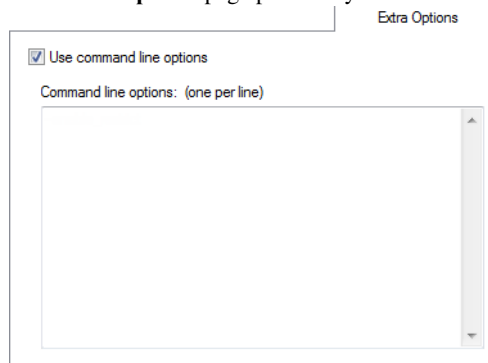 Extra Options
Use command line options
Command line options: (one per line)